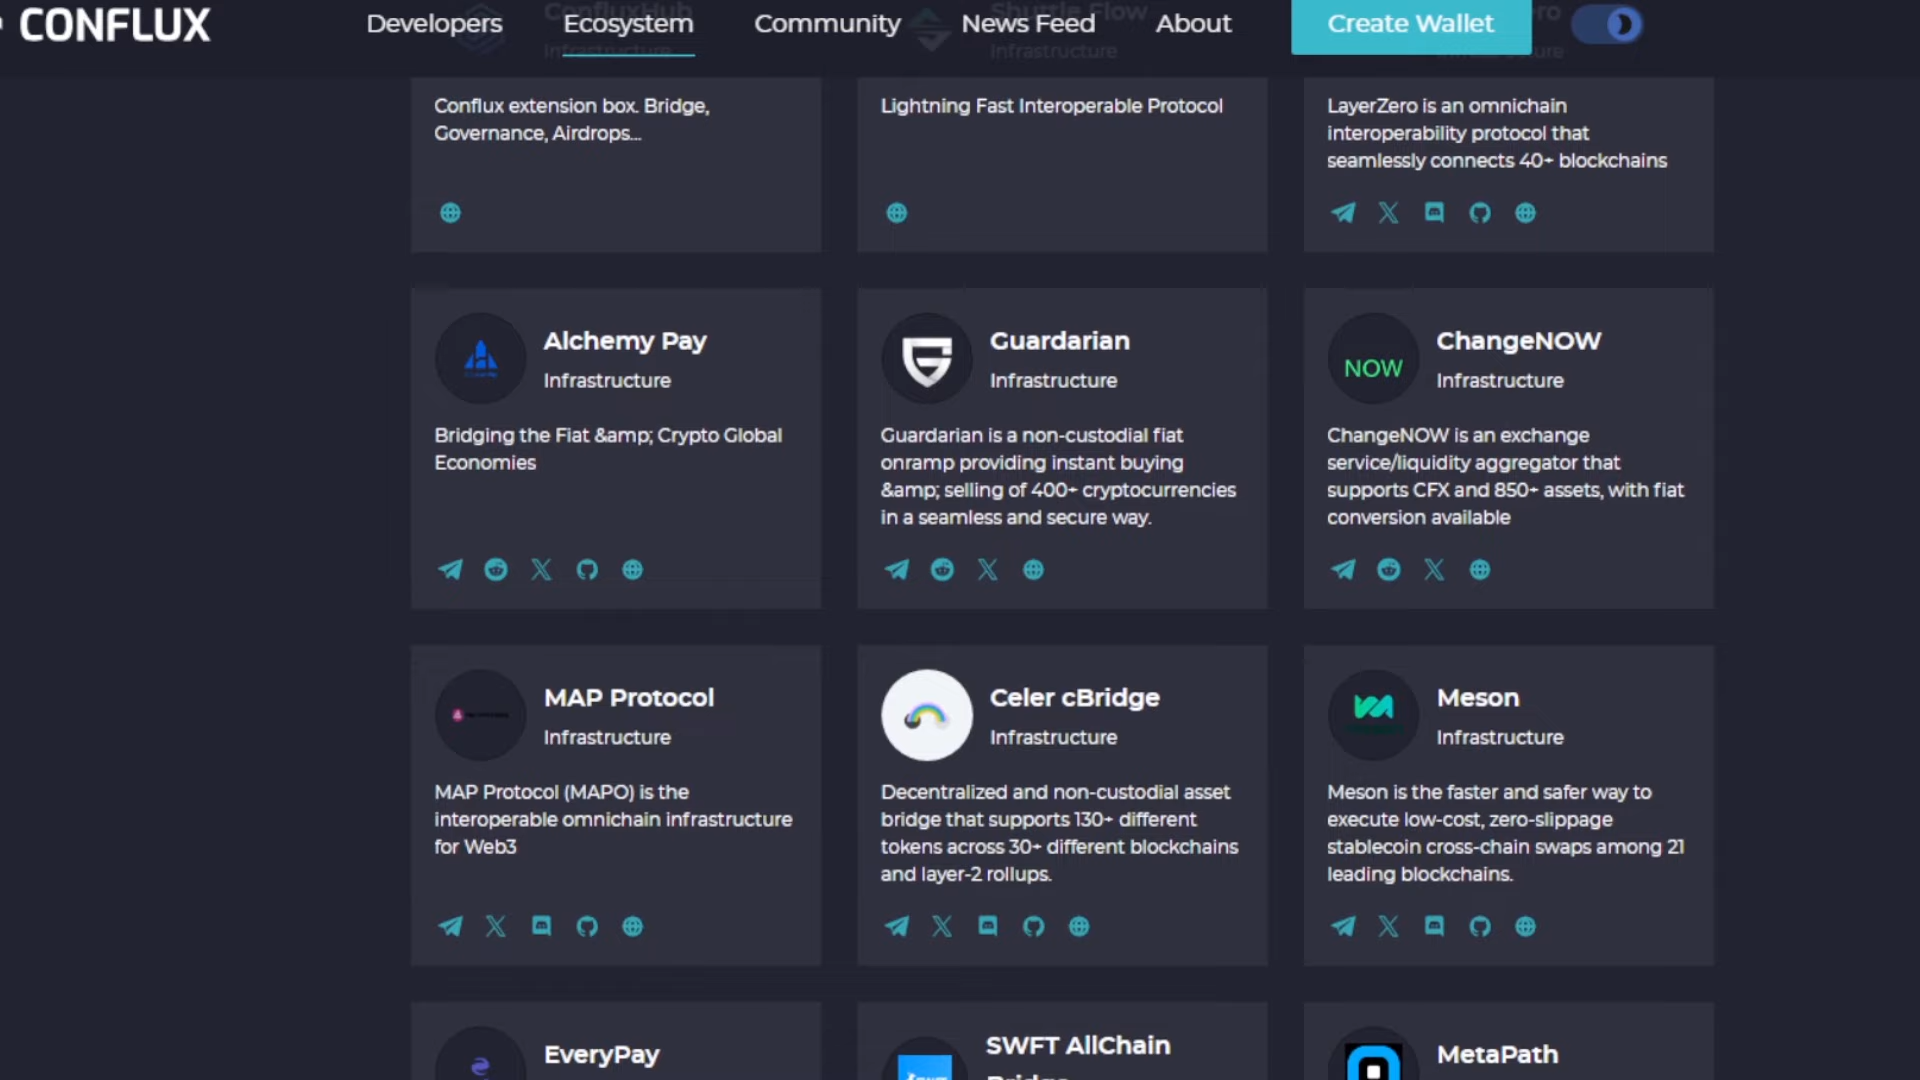 CONFLUX
Developers
Ecosystem
Community
News Feed
About
Create Wallet
ConfluxHub
Infrastructure
Shuttle Flow
Infrastructure
Conflux extension box. Bridge,
Governance, Airdrops...
Lightning Fast Interoperable Protocol
LayerZero is an omnichain
interoperability protocol that
seamlessly connects 40+ blockchains
Alchemy Pay
Infrastructure
Bridging the Fiat &amp; Crypto Global
Economies
Guardarian
Infrastructure
Guardarian is a non-custodial fiat
onramp providing instant buying
&amp; selling of 400+ cryptocurrencies
in a seamless and secure way.
NOW
ChangeNOW
Infrastructure
ChangeNOW is an exchange
service/liquidity aggregator that
supports CFX and 850+ assets, with fiat
conversion available
MAP Protocol
Infrastructure
MAP Protocol (MAPO) is the
interoperable omnichain infrastructure
for Web3
Celer cBridge
Infrastructure
Decentralized and non-custodial asset
bridge that supports 130+ different
tokens across 30+ different blockchains
and layer-2 rollups.
Meson
Infrastructure
Meson is the faster and safer way to
execute low-cost, zero-slippage
stablecoin cross-chain swaps among 21
leading blockchains.
EveryPay
SWFT AllChain
Bridge
MetaPath